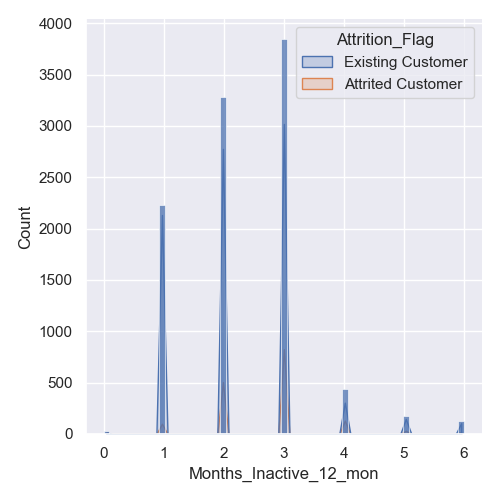 4000
3500
3000
2500
2000
1500
1000
500
0
Count
Attrition_Flag
Existing Customer
Attrited Customer
0 1 2 3 4 5 6
Months_Inactive_12_mon